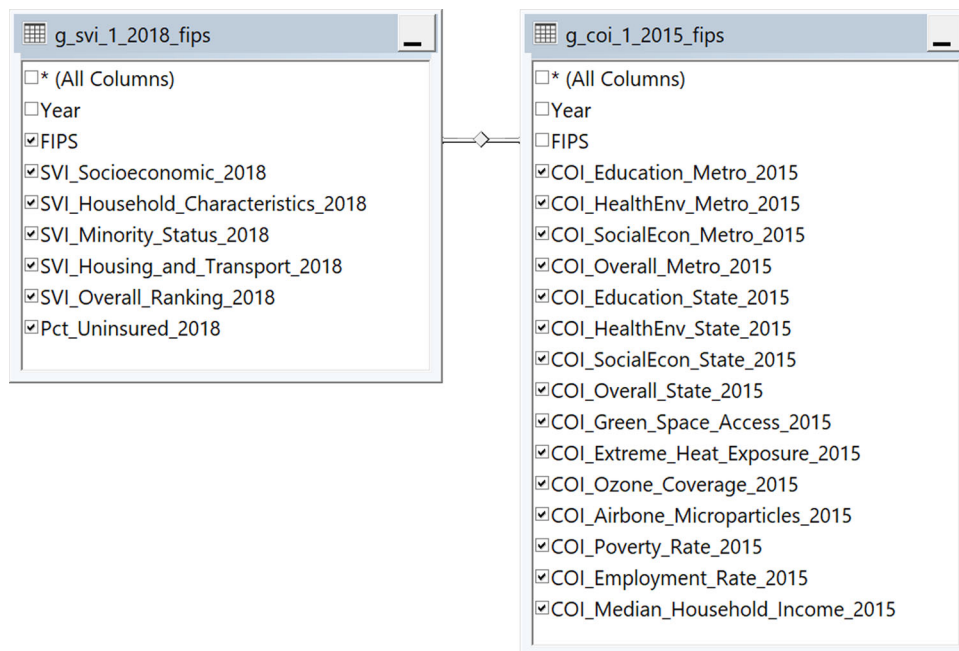 g_svi_1_2018_fips
* (All Columns)
Year
FIPS
SVI_Socioeconomic_2018
SVI_Household_Characteristics_2018
SVI_Minority_Status_2018
SVI_Housing_and_Transport_2018
SVI_Overall_Ranking_2018
Pct_Uninsured_2018
g_coi_1_2015_fips
* (All Columns)
Year
FIPS
COI_Education_Metro_2015
COI_HealthEnv_Metro_2015
COI_SocialEcon_Metro_2015
COI_Overall_Metro_2015
COI_Education_State_2015
COI_HealthEnv_State_2015
COI_SocialEcon_State_2015
COI_Overall_State_2015
COI_Green_Space_Access_2015
COI_Extreme_Heat_Exposure_2015
COI_Ozone_Coverage_2015
COI_Airbone_Microparticles_2015
COI_Poverty_Rate_2015
COI_Employment_Rate_2015
COI_Median_Household_Income_2015